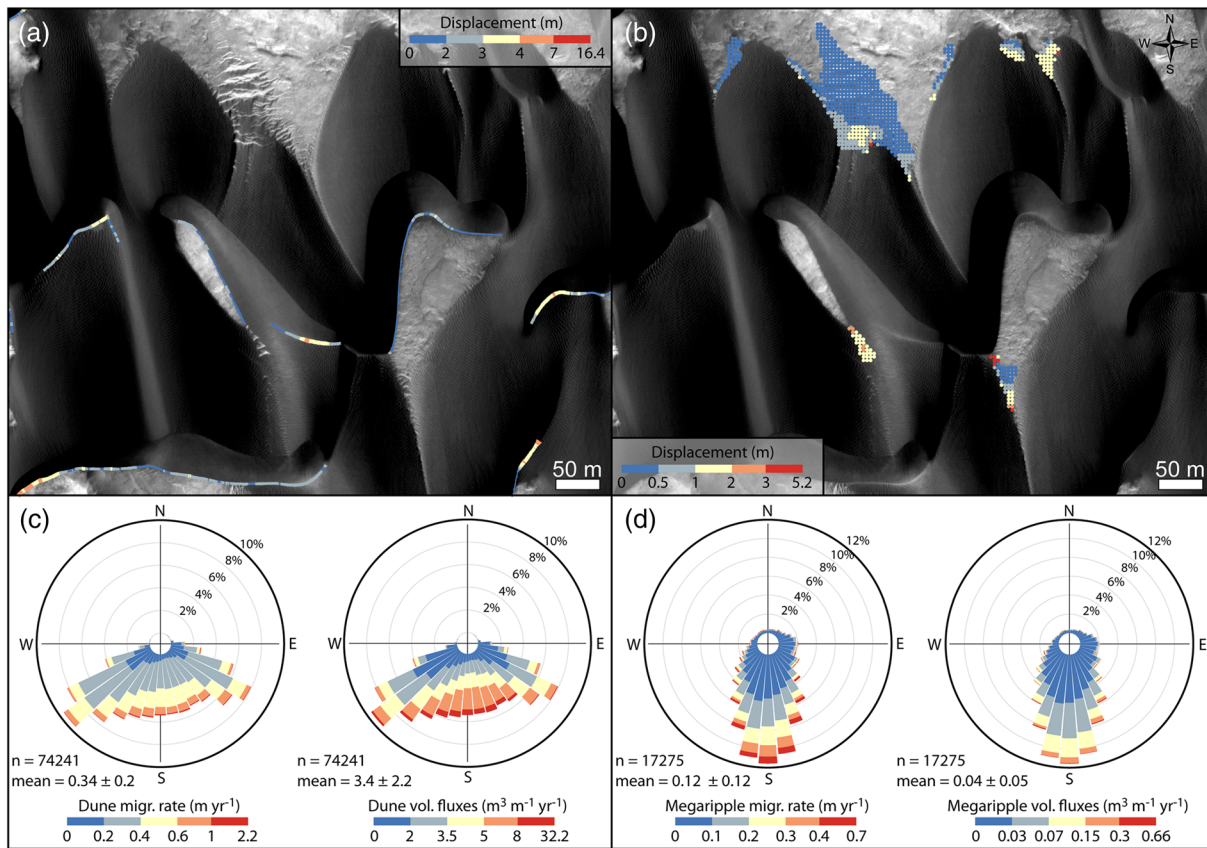 (a)
Displacement (m)
0 2 3 4 7 16.4
50 m
(b)
N
W E
S
Displacement (m)
0 0.5 1 2 3 5.2
50 m
(c)
N
10%
8%
6%
4%
2%
W
S
n = 74241
mean = 0.34 ± 0.2
Dune migr. rate (m yr-1)
0 0.2 0.4 0.6 1 2.2
N
10%
8%
6%
4%
2%
E
W
E
S
n = 74241
mean = 3.4 ± 2.2
Dune vol. fluxes (m3 m-1 yr-1)
0 2 3.5 5 8 32.2
(d)
N
12%
10%
8%
6%
4%
2%
W
E
S
n = 17275
mean = 0.12 ± 0.12
Megaripple migr. rate (m yr-1)
0 0.1 0.2 0.3 0.4 0.7
N
12%
10%
8%
6%
4%
2%
W
E
S
n = 17275
mean = 0.04 ± 0.05
Megaripple vol. fluxes (m3 m-1 yr-1)
0 0.03 0.07 0.15 0.3 0.66